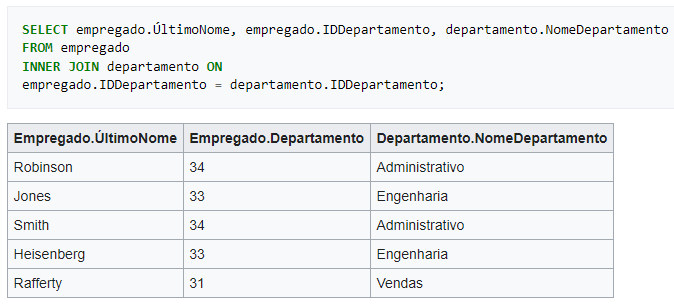 SELECT empregado.ÚltimoNome, empregado.IDDepartamento, departamento.NomeDepartamento
FROM empregado
INNER JOIN departamento ON
empregado.IDDepartamento = departamento.IDDepartamento;
Empregado.ÚltimoNome Empregado.Departamento Departamento.NomeDepartamento
Robinson 34 Administrativo
Jones 33 Engenharia
Smith 34 Administrativo
Heisenberg 33 Engenharia
Rafferty 31 Vendas